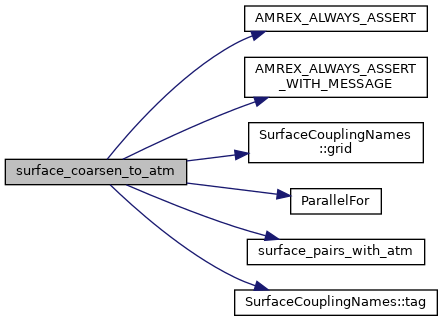 AMREX_ALWAYS_ASSERT
AMREX_ALWAYS_ASSERT
_WITH_MESSAGE
SurfaceCouplingNames
::grid
surface_coarsen_to_atm
ParallelFor
surface_pairs_with_atm
SurfaceCouplingNames::tag